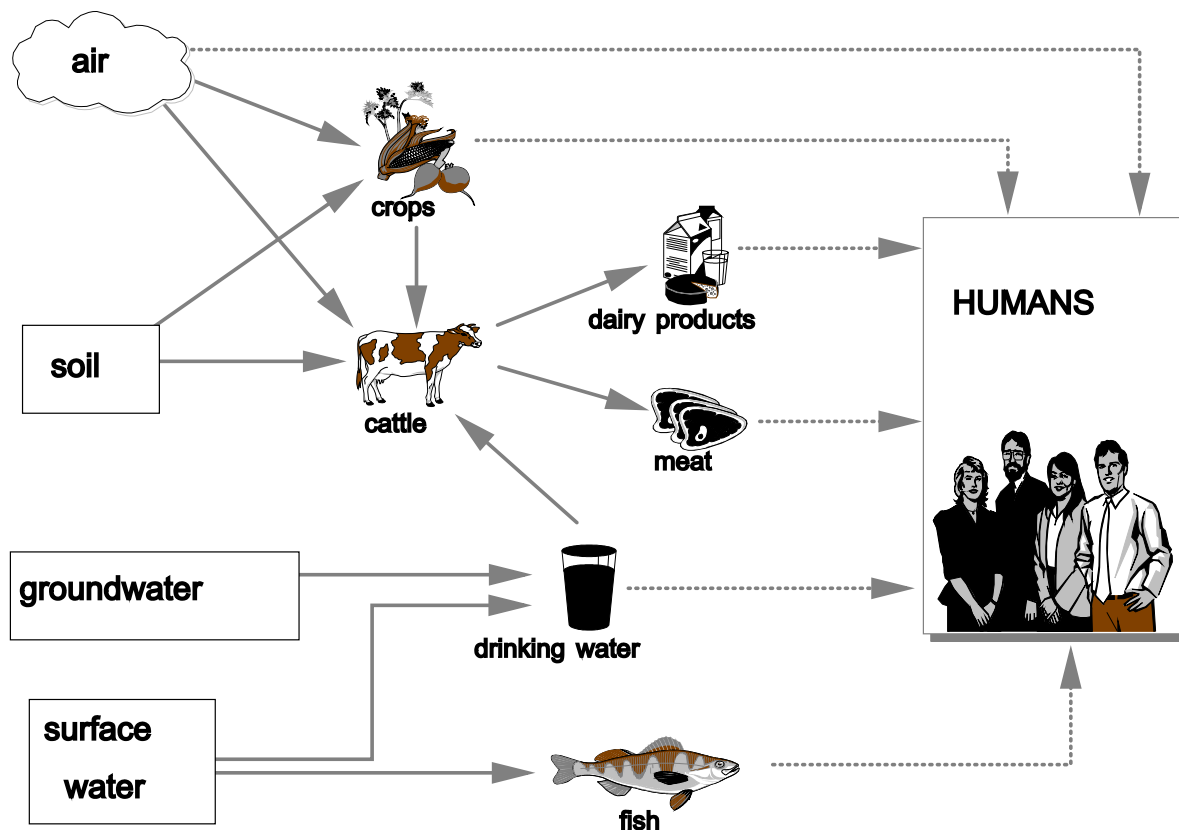 air
crops
dairy products
HUMANS
soil
cattle
meat
groundwater
drinking water
surface
water
fish